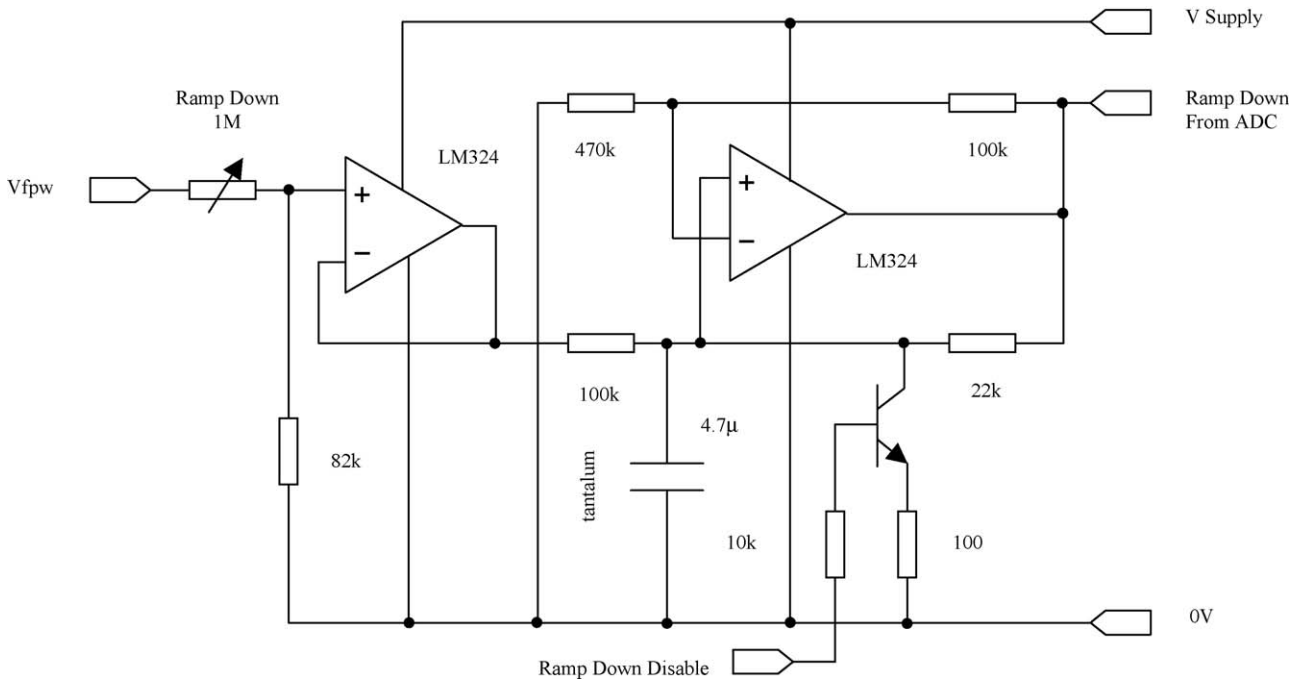 V Supply
Ramp Down
1M
Ramp Down
From ADC
LM324
470k
100k
Vfpw
+
+
−
−
LM324
100k
22k
4.7μ
82k
tantalum
10k
100
0V
Ramp Down Disable